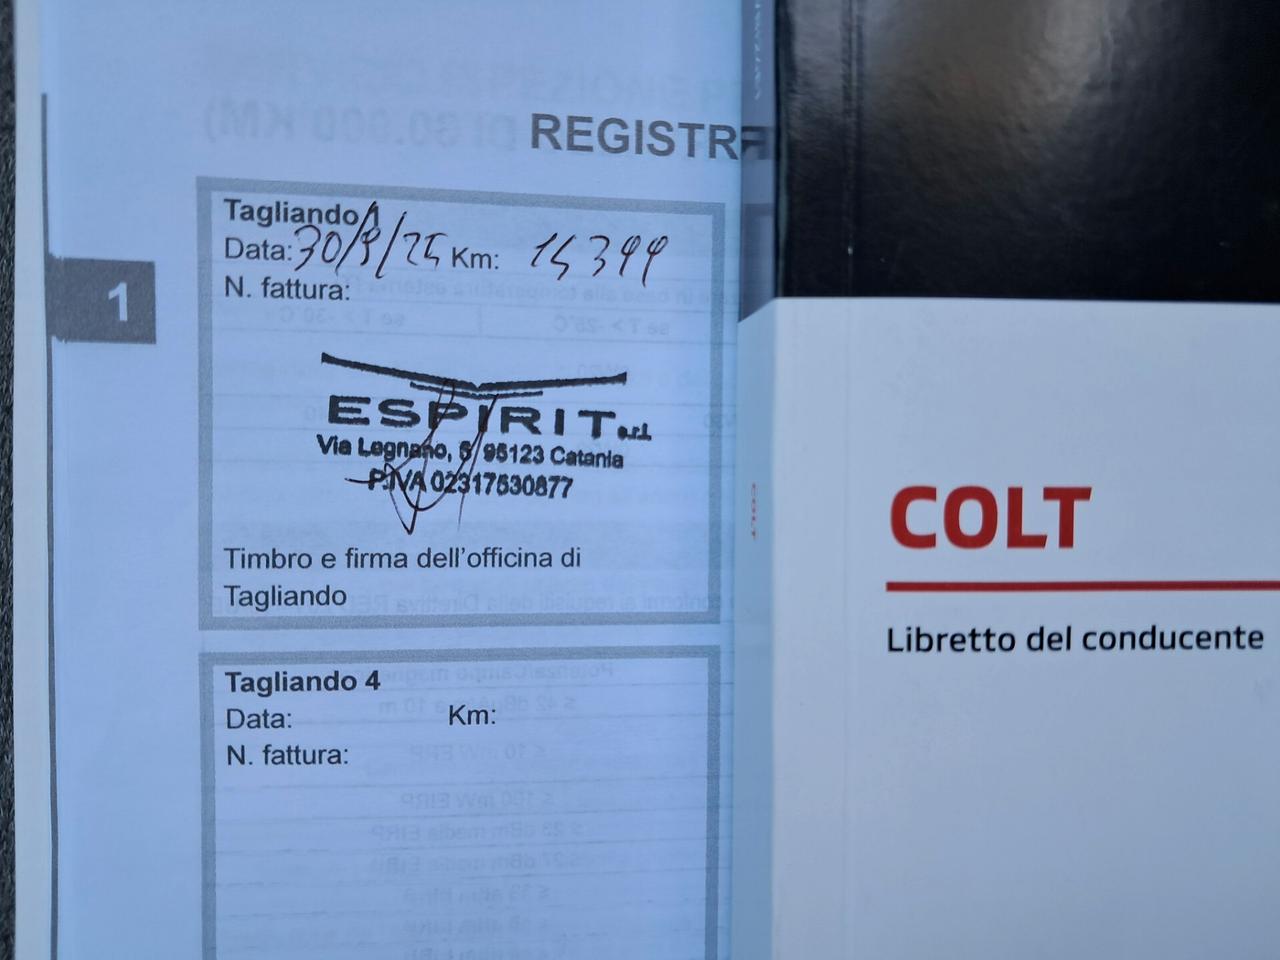 REGISTR
Tagliando 1
Data: 30/9/25 Km: 15399
N. fattura:
1
ESPIRIT s.r.l.
Via Legnano, 5 95123 Catania
P.IVA 02317530877
Timbro e firma dell'officina di
Tagliando
Tagliando 4
Data: Km:
N. fattura:
COLT
COLT
Libretto del conducente